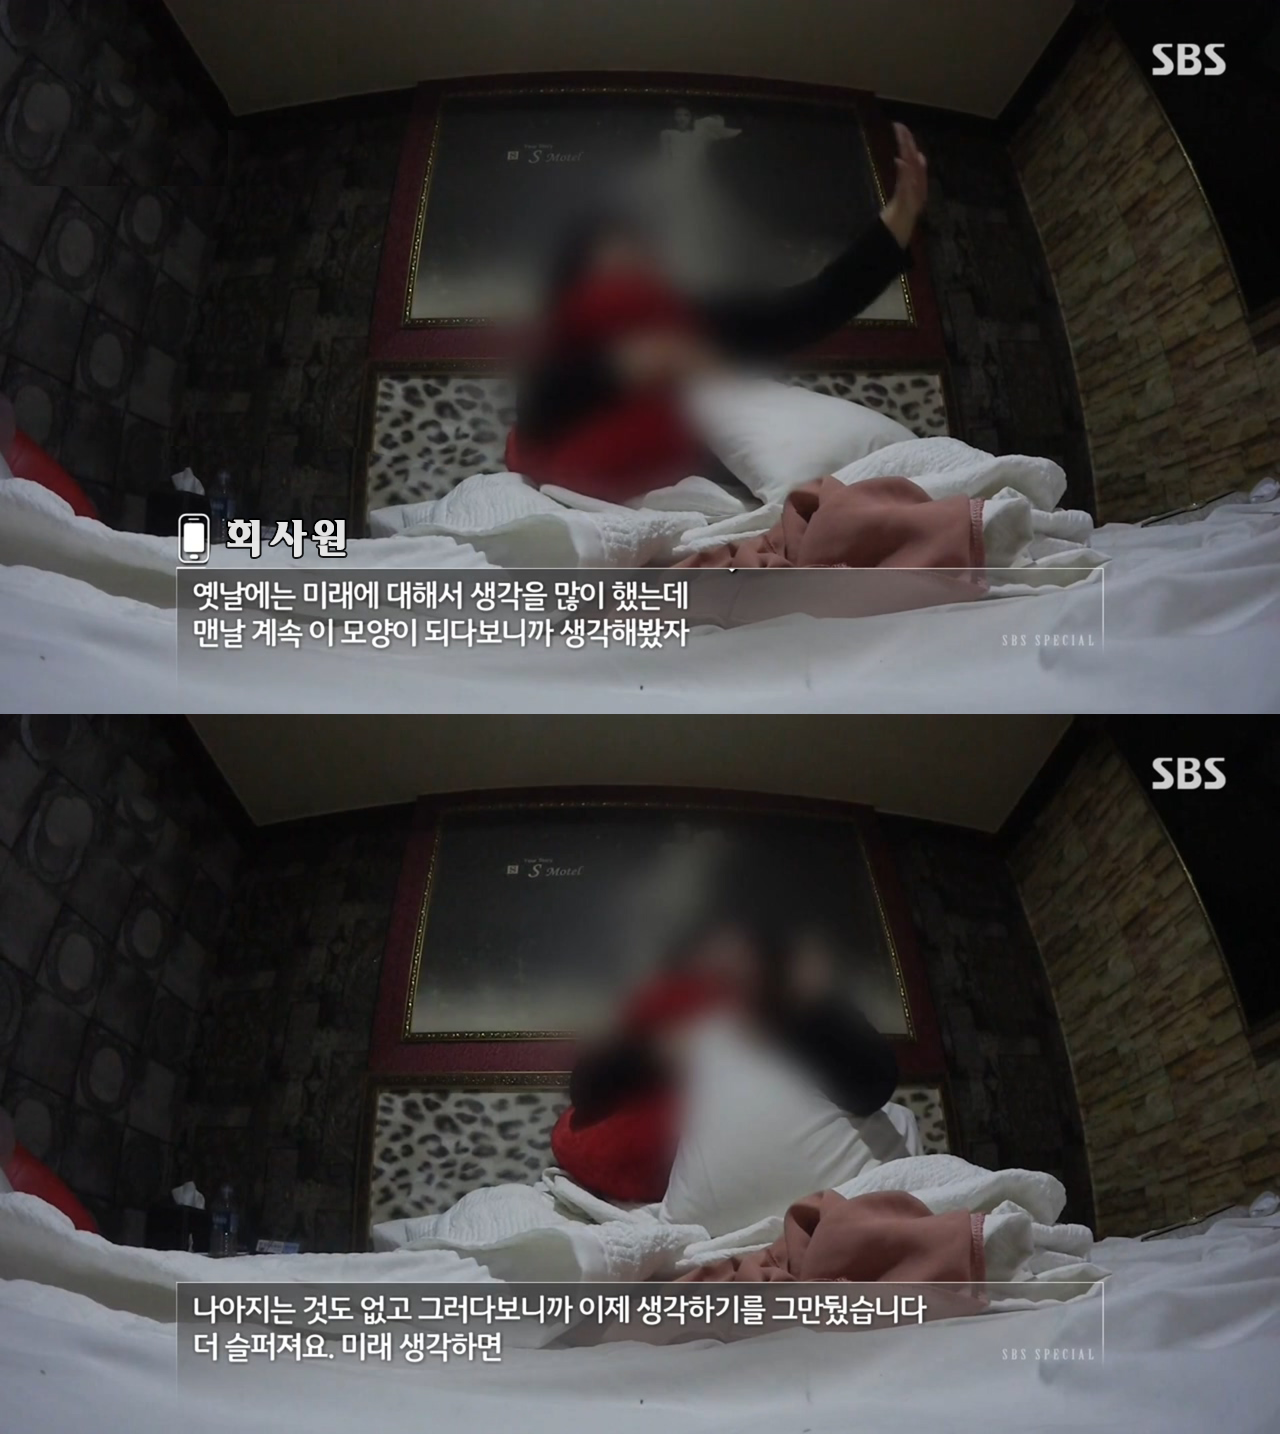 SBS
S Motel
회사원
옛날에는 미래에 대해서 생각을 많이 했는데
맨날 계속 이 모양이 되다보니까 생각해봤자
SBS SPECIAL
SBS
S Motel
나아지는 것도 없고 그러다보니까 이제 생각하기를 그만뒀습니다
더 슬퍼져요. 미래 생각하면
SBS SPECIAL